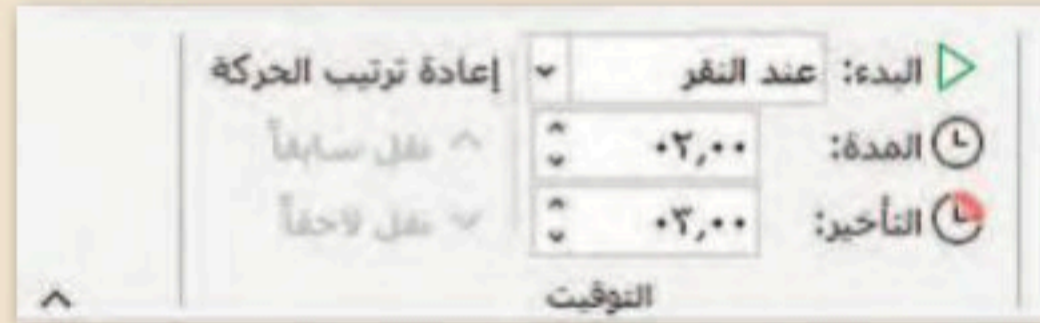 البدء: عند النقر إعادة ترتيب الحركة
المدة: ٠٢,٠٠ نقل سابقاً
التأخير: ٠٣,٠٠ نقل لاحقاً
التوقيت